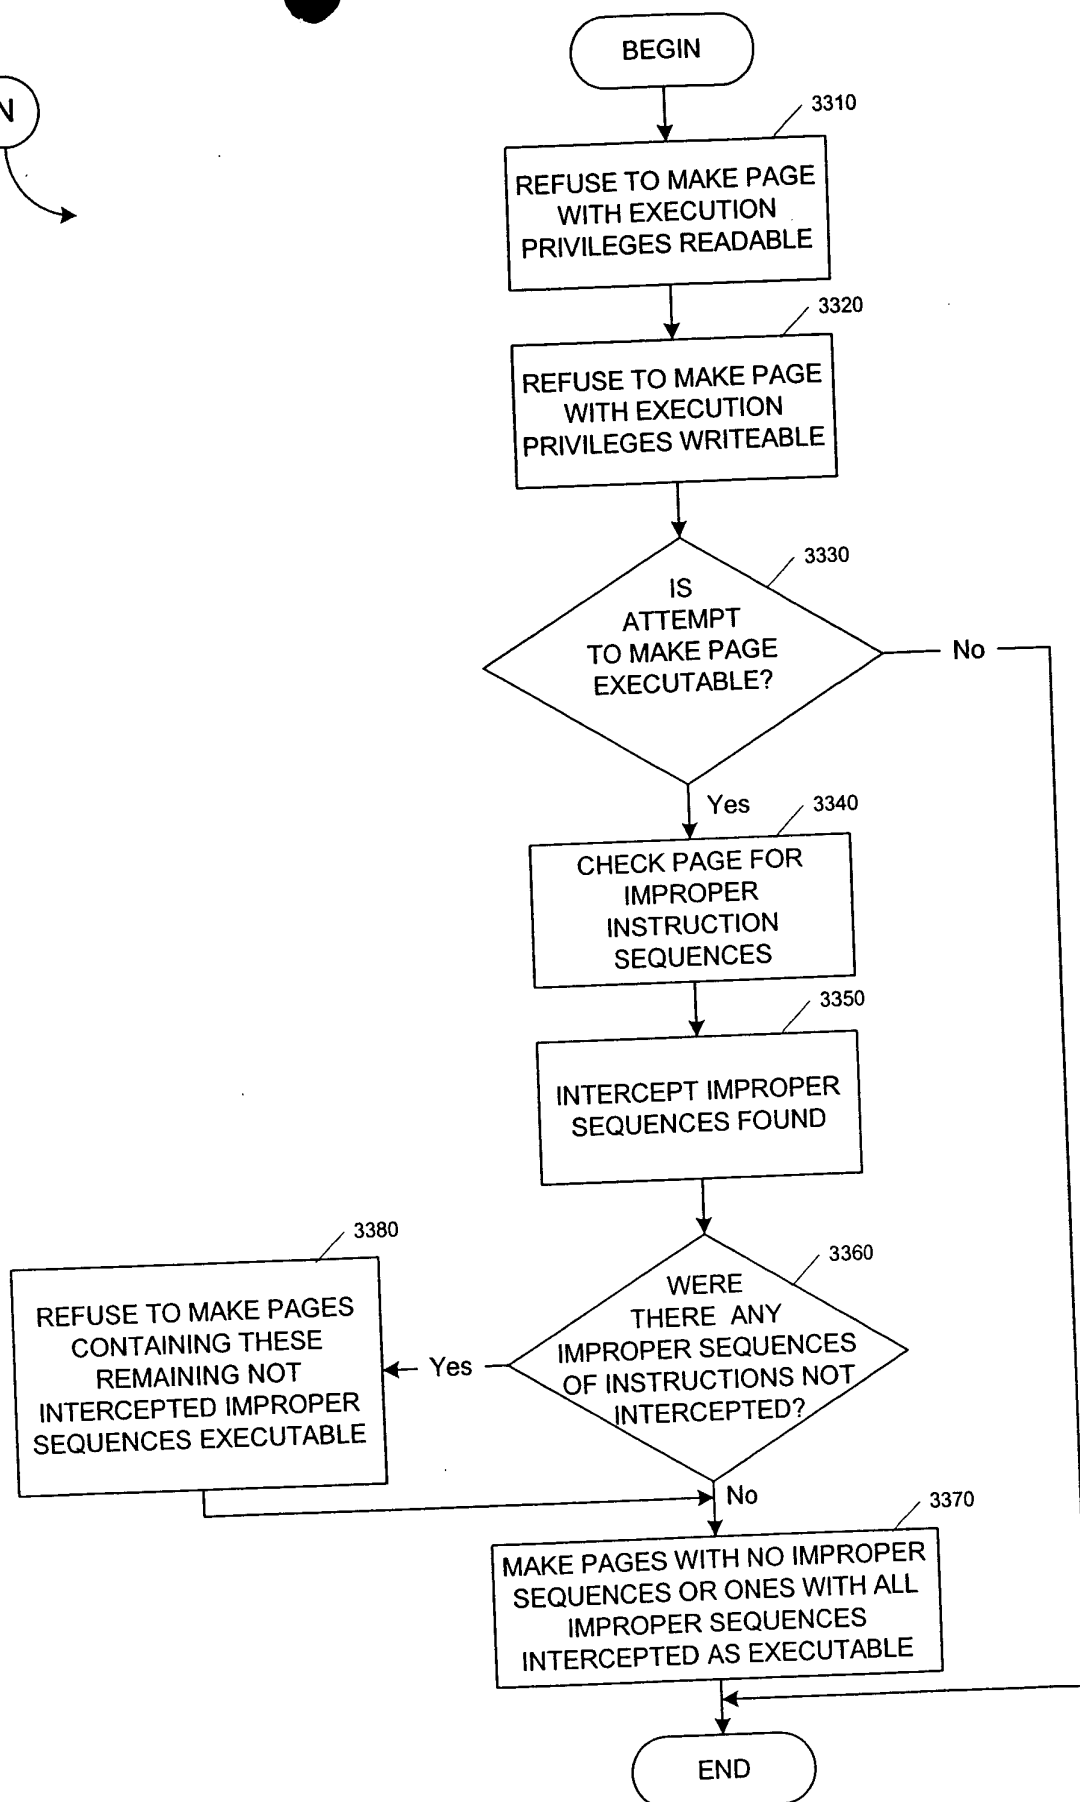 BEGIN
N
3310
REFUSE TO MAKE PAGE
WITH EXECUTION
PRIVILEGES READABLE
3320
REFUSE TO MAKE PAGE
WITH EXECUTION
PRIVILEGES WRITEABLE
3330
IS
ATTEMPT
TO MAKE PAGE
EXECUTABLE?
No
Yes
3340
CHECK PAGE FOR
IMPROPER
INSTRUCTION
SEQUENCES
3350
INTERCEPT IMPROPER
SEQUENCES FOUND
3360
WERE
THERE ANY
IMPROPER SEQUENCES
OF INSTRUCTIONS NOT
INTERCEPTED?
Yes
3380
REFUSE TO MAKE PAGES
CONTAINING THESE
REMAINING NOT
INTERCEPTED IMPROPER
SEQUENCES EXECUTABLE
No
3370
MAKE PAGES WITH NO IMPROPER
SEQUENCES OR ONES WITH ALL
IMPROPER SEQUENCES
INTERCEPTED AS EXECUTABLE
END